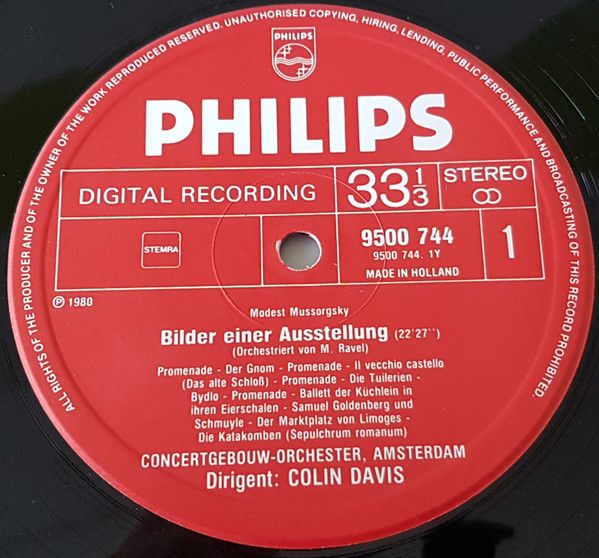 ALL RIGHTS OF THE PRODUCER AND OF THE OWNER OF THE WORK REPRODUCED RESERVED. UNAUTHORISED COPYING, HIRING, LENDING, PUBLIC PERFORMANCE AND BROADCASTING OF THIS RECORD PROHIBITED.
PHILIPS
PHILIPS
DIGITAL RECORDING
33 1/3
STEREO
STEMRA
9500 744
9500 744. 1Y
MADE IN HOLLAND
1
℗ 1980
Modest Mussorgsky
Bilder einer Ausstellung (22'27'')
(Orchestriert von M. Ravel)
Promenade - Der Gnom - Promenade - Il vecchio castello
(Das alte Schloß) - Promenade - Die Tuilerien -
Bydlo - Promenade - Ballett der Küchlein in
ihren Eierschalen - Samuel Goldenberg und
Schmuyle - Der Marktplatz von Limoges -
Die Katakomben (Sepulchrum romanum)
CONCERTGEBOUW-ORCHESTER, AMSTERDAM
Dirigent: COLIN DAVIS